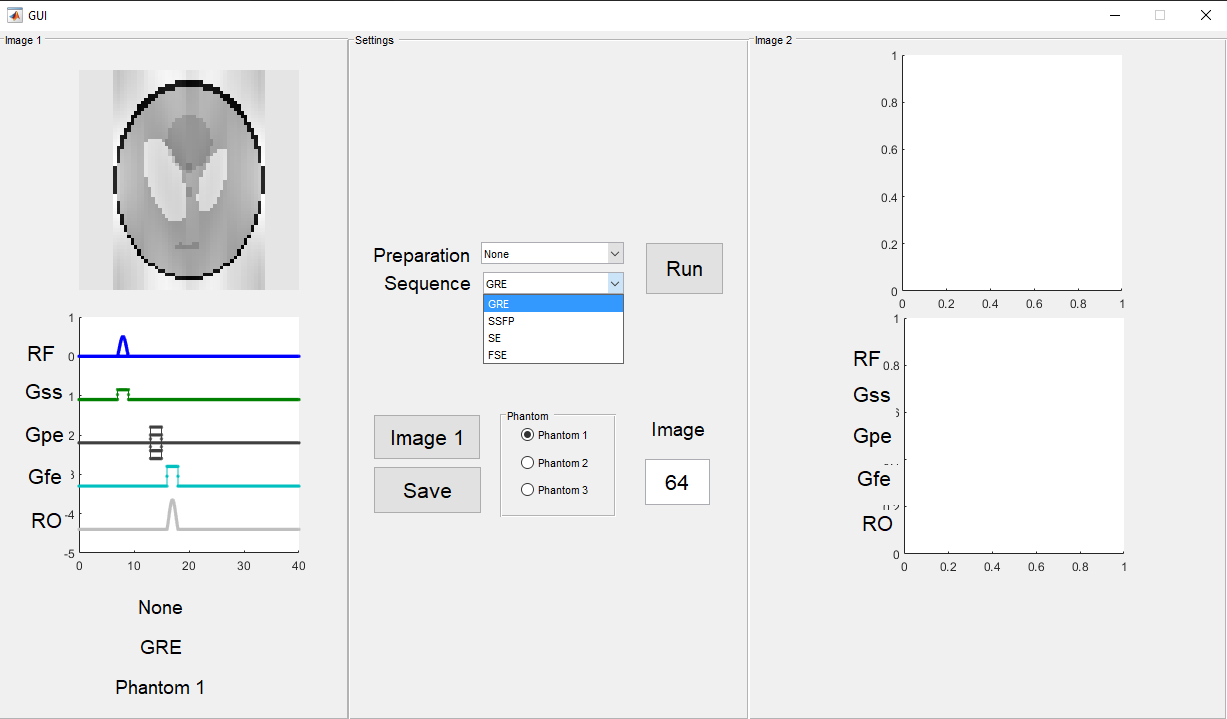 GUI
Image 1
1
RF 0
Gss 1
Gpe 2
Gfe 3
RO -4
-5
0 10 20 30 40
None
GRE
Phantom 1
Settings
Preparation None
Sequence GRE
GRE
SSFP
SE
FSE
Run
Image 1
Save
Phantom
Phantom 1
Phantom 2
Phantom 3
Image
64
Image 2
1
0.8
0.6
0.4
0.2
0
0 0.2 0.4 0.6 0.8 1
1
RF 0.8
Gss
Gpe
Gfe
RO
0
0 0.2 0.4 0.6 0.8 1